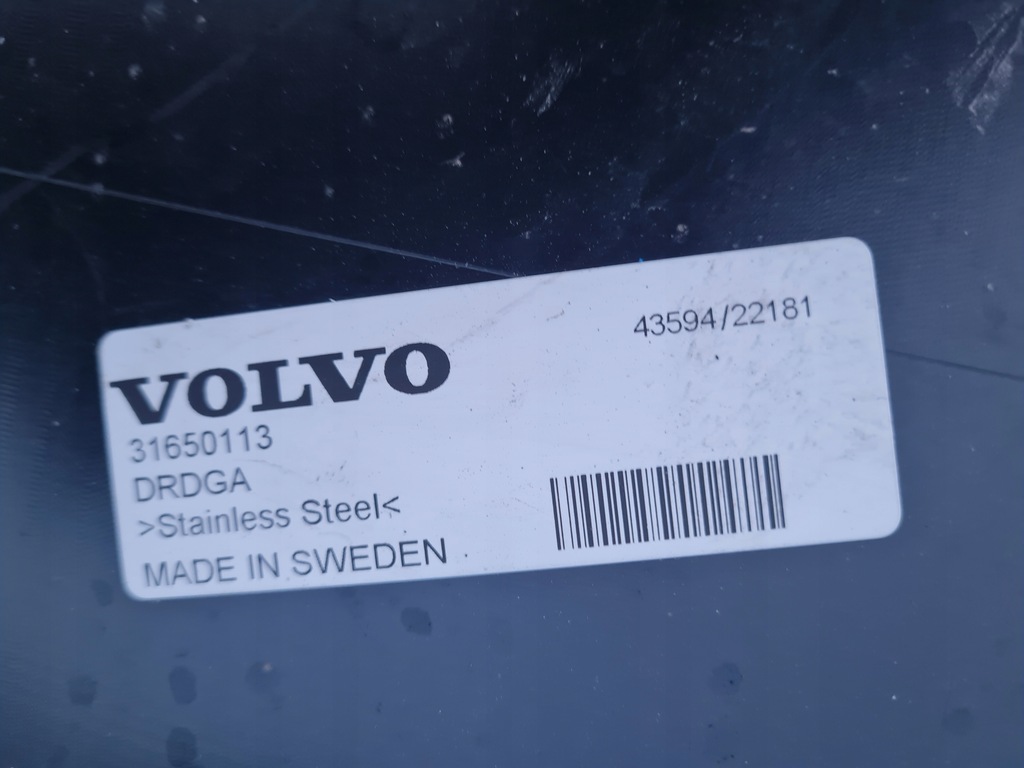 43594/22181
VOLVO
31650113
DRDGA
>Stainless Steel<
MADE IN SWEDEN